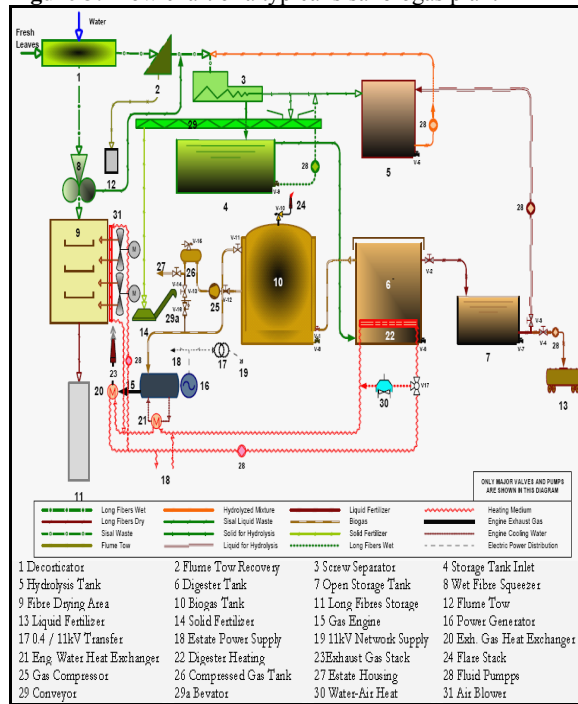 Water
Fresh
Leaves
1
2
3
28
29
8
12
4
V-6
5
28
V-8
24
31
V-10
28
9
M
V-16
V-11
27
26
V-13
V-14
25
V-12
10
6
V-2
29a
14
22
7
18
17
19
V-1
V-4
V-7
28
23
28
15
16
20
30
V17
13
21
11
18
28
ONLY MAJOR VALVES AND PUMPS
ARE SHOWN IN THIS DIAGRAM
Long Fibers Wet
Hydrolyzed Mixture
Liquid Fertilizer
Heating Medium
Long Fibers Dry
Sisal Liquid Waste
Biogas
Engine Exhaust Gas
Sisal Waste
Solid for Hydrolysis
Solid Fertilizer
Engine Cooling Water
Flume Tow
Liquid for Hydrolysis
Long Fibres Wet
Electric Power Distribution
1 Decorticator
2 Flume Tow Recovery
3 Screw Separator
4 Storage Tank Inlet
5 Hydrolysis Tank
6 Digester Tank
7 Open Storage Tank
8 Wet Fibre Squeezer
9 Fibre Drying Area
10 Biogas Tank
11 Long Fibres Storage
12 Flume Tow
13 Liquid Fertilizer
14 Solid Fertilizer
15 Gas Engine
16 Power Generator
17 0.4 / 11kV Transfer
18 Estate Power Supply
19 11kV Network Supply
20 Exh. Gas Heat Exchanger
21 Eng. Water Heat Exchanger
22 Digester Heating
23Exhaust Gas Stack
24 Flare Stack
25 Gas Compressor
26 Compressed Gas Tank
27 Estate Housing
28 Fluid Pumpps
29 Conveyor
29a Bevator
30 Water-Air Heat
31 Air Blower